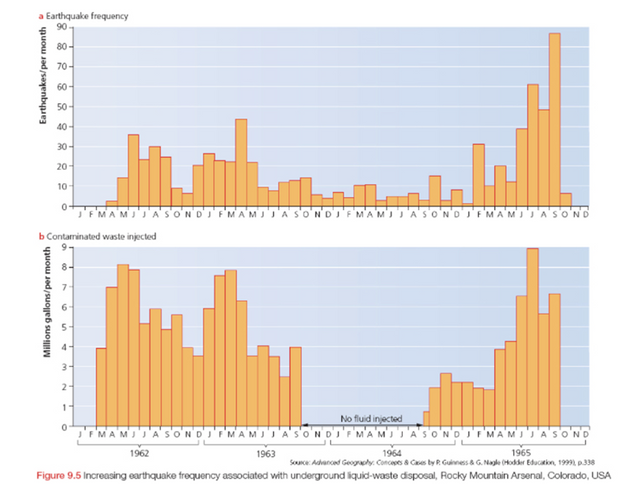 a Earthquake frequency
Earthquakes/per month
90
80
70
60
50
40
30
20
10
0
J F M A M J J A S O N D J F M A M J J A S O N D J F M A M J J A S O N D J F M A M J J A S O N D
b Contaminated waste injected
Millions gallons/per month
9
8
7
6
5
4
3
2
1
0
No fluid injected
J F M A M J J A S O N D J F M A M J J A S O N D J F M A M J J A S O N D J F M A M J J A S O N D
1962 1963 1964 1965
Source: Advanced Geography: Concepts & Cases by P. Guinness & G. Nagle (Hodder Education, 1999), p.338
Figure 9.5 Increasing earthquake frequency associated with underground liquid-waste disposal, Rocky Mountain Arsenal, Colorado, USA